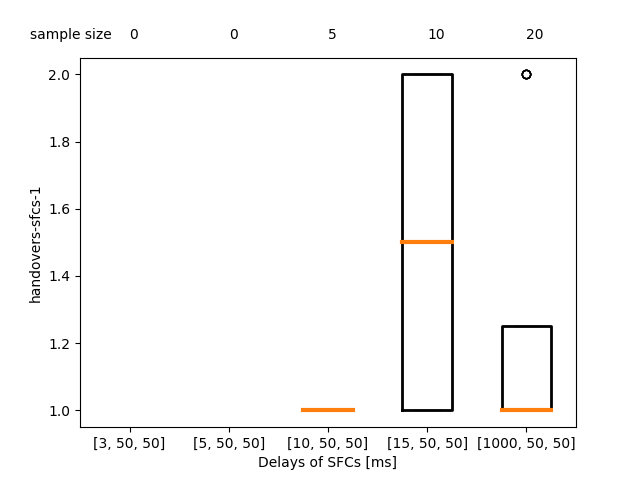 sample size 0 0 5 10 20
2.0
1.8
1.6
1.4
1.2
1.0
handovers-sfcs-1
[3, 50, 50] [5, 50, 50] [10, 50, 50] [15, 50, 50] [1000, 50, 50]
Delays of SFCs [ms]